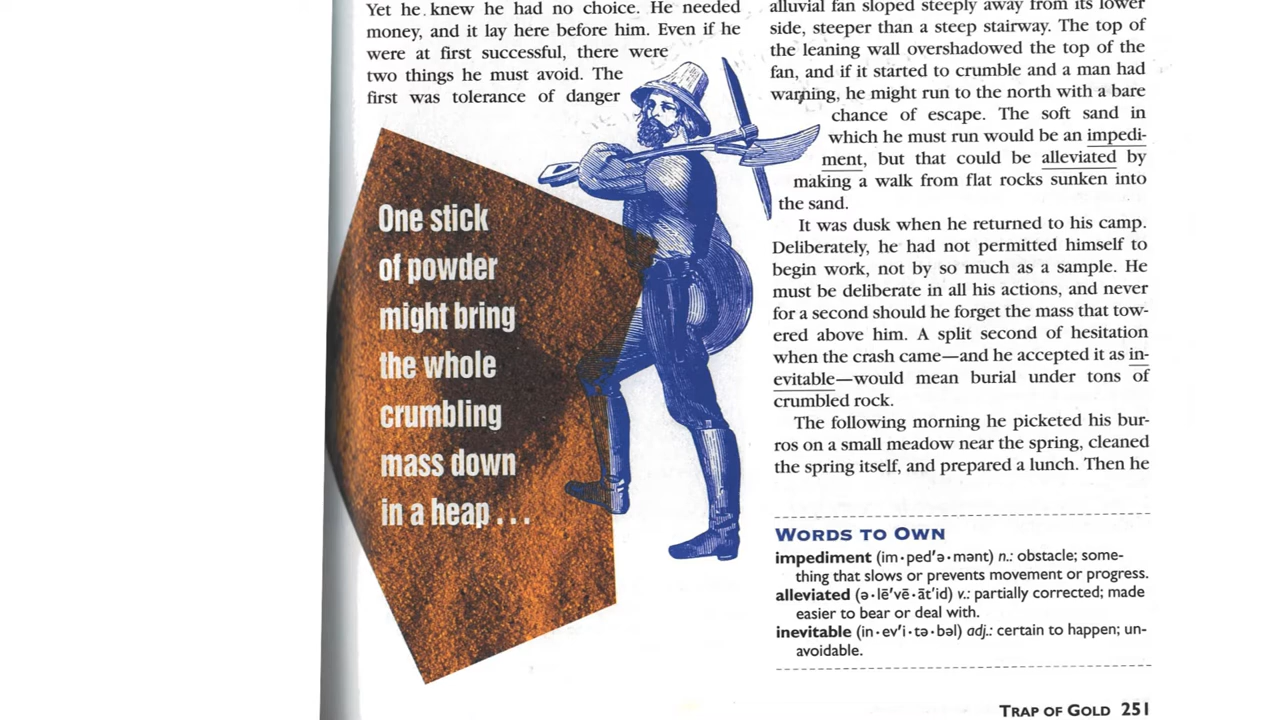 Yet he knew he had no choice. He needed
money, and it lay here before him. Even if he
were at first successful, there were
two things he must avoid. The
first was tolerance of danger
One stick
of powder
might bring
the whole
crumbling
mass down
in a heap . . .
alluvial fan sloped steeply away from its lower
side, steeper than a steep stairway. The top of
the leaning wall overshadowed the top of the
fan, and if it started to crumble and a man had
warning, he might run to the north with a bare
chance of escape. The soft sand in
which he must run would be an impedi-
ment, but that could be alleviated by
making a walk from flat rocks sunken into
the sand.
It was dusk when he returned to his camp.
Deliberately, he had not permitted himself to
begin work, not by so much as a sample. He
must be deliberate in all his actions, and never
for a second should he forget the mass that tow-
ered above him. A split second of hesitation
when the crash came—and he accepted it as in-
evitable—would mean burial under tons of
crumbled rock.
The following morning he picketed his bur-
ros on a small meadow near the spring, cleaned
the spring itself, and prepared a lunch. Then he
WORDS TO OWN
impediment (im•ped′ə•mənt) n.: obstacle; some-
thing that slows or prevents movement or progress.
alleviated (ə•lē′vē•āt′id) v.: partially corrected; made
easier to bear or deal with.
inevitable (in•ev′i•tə•bəl) adj.: certain to happen; un-
avoidable.
TRAP OF GOLD 251